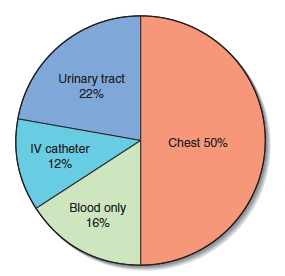 Urinary tract
22%
Chest 50%
IV catheter
12%
Blood only
16%